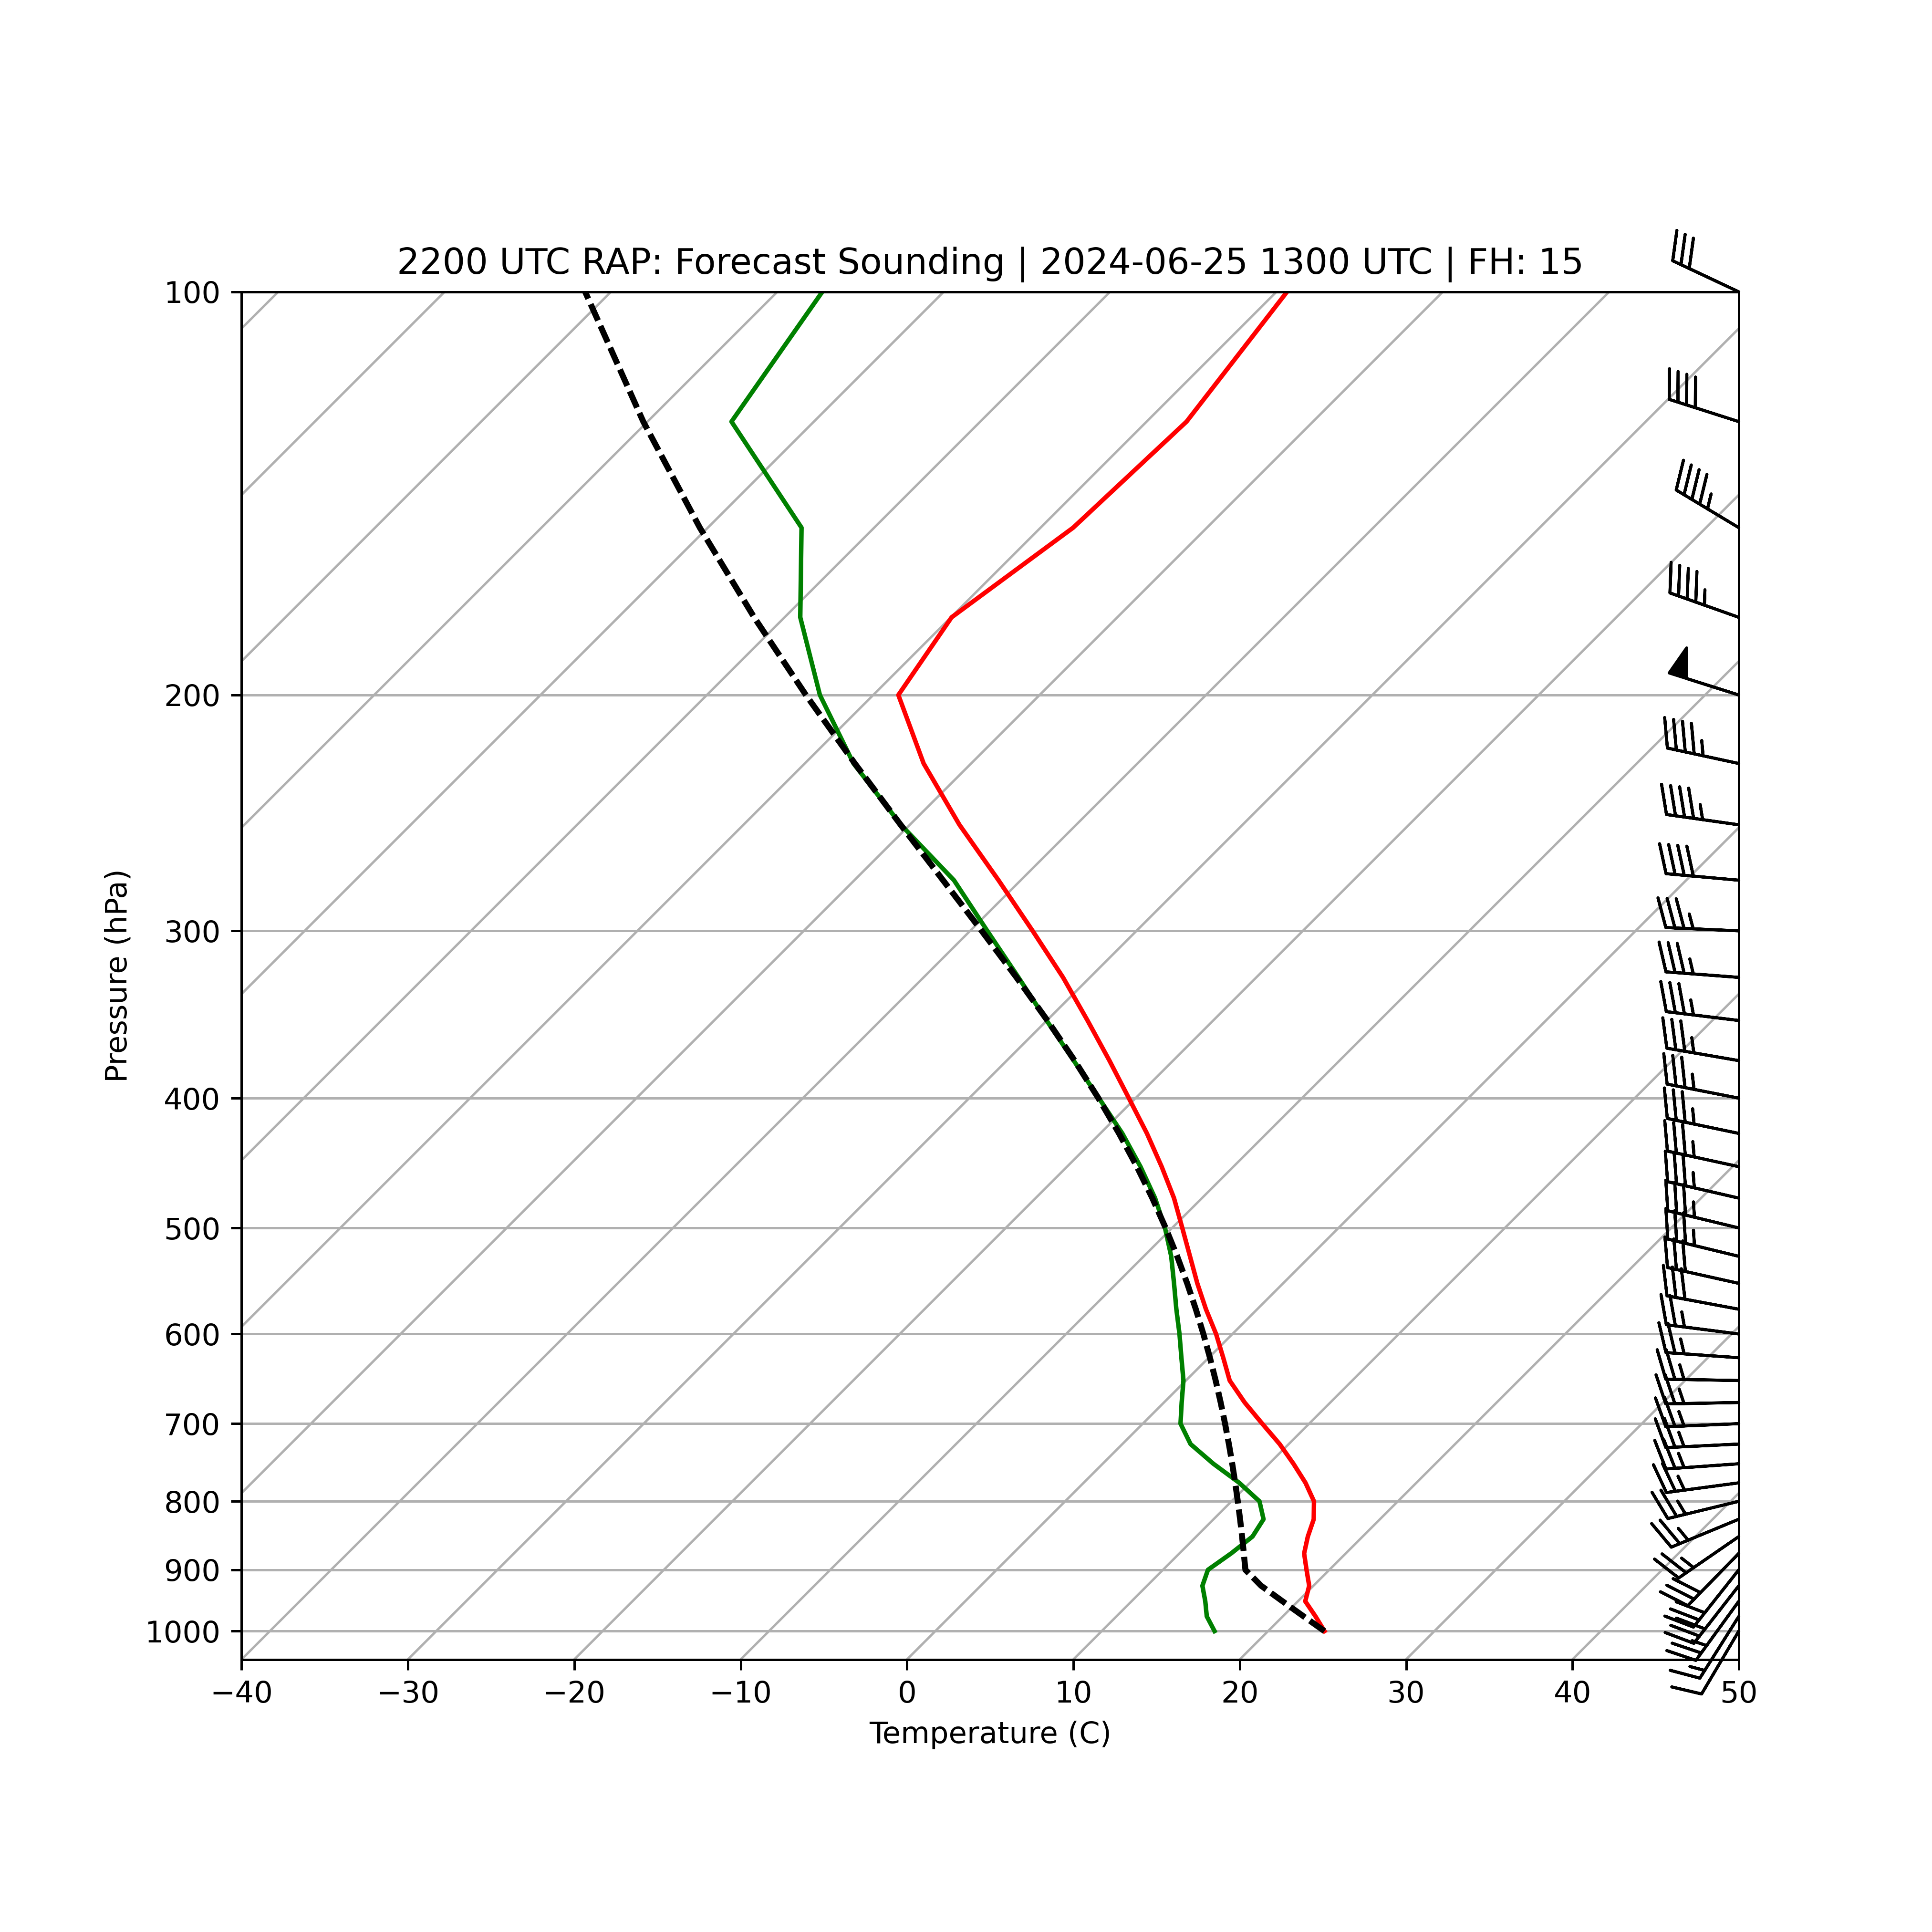 2200 UTC RAP: Forecast Sounding | 2024-06-25 1300 UTC | FH: 15
100
200
300
400
500
600
700
800
900
1000
Pressure (hPa)
−40 −30 −20 −10 0 10 20 30 40 50
Temperature (C)